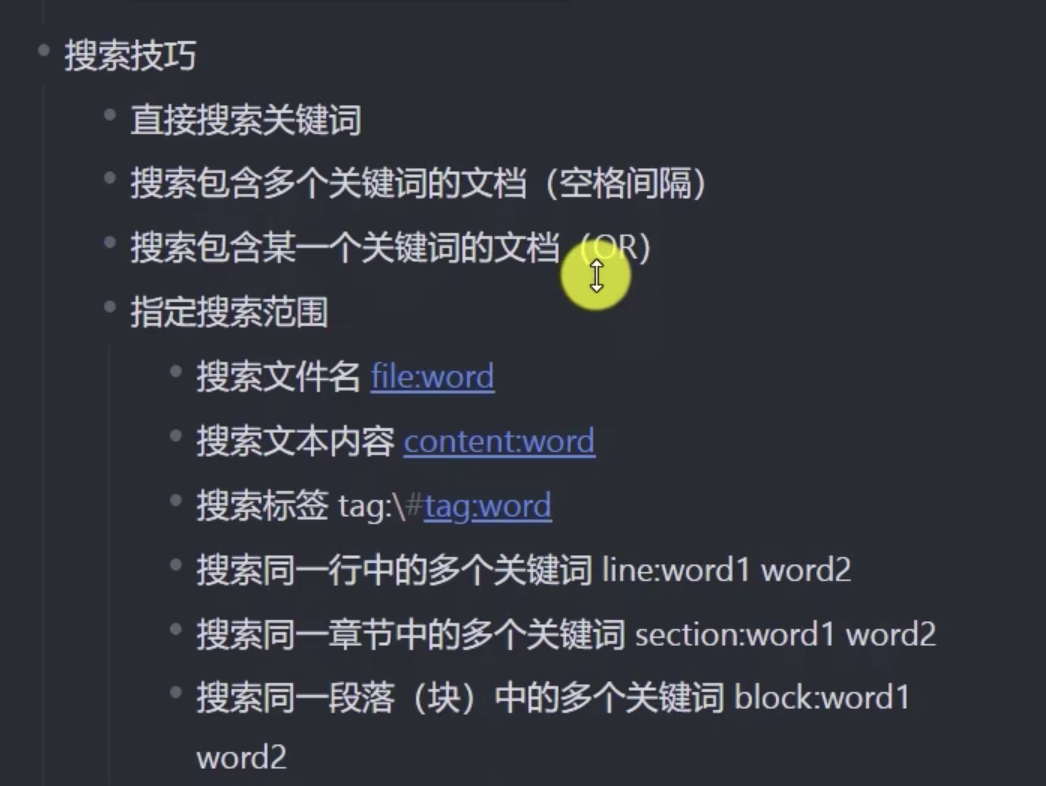 搜索技巧
直接搜索关键词
搜索包含多个关键词的文档（空格间隔）
搜索包含某一个关键词的文档（OR）
指定搜索范围
搜索文件名 file:word
搜索文本内容 content:word
搜索标签 tag:\#tag:word
搜索同一行中的多个关键词 line:word1 word2
搜索同一章节中的多个关键词 section:word1 word2
搜索同一段落（块）中的多个关键词 block:word1
word2